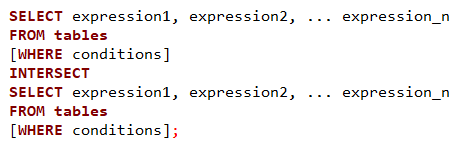 SELECT expression1, expression2, ... expression_n
FROM tables
[WHERE conditions]
INTERSECT
SELECT expression1, expression2, ... expression_n
FROM tables
[WHERE conditions];